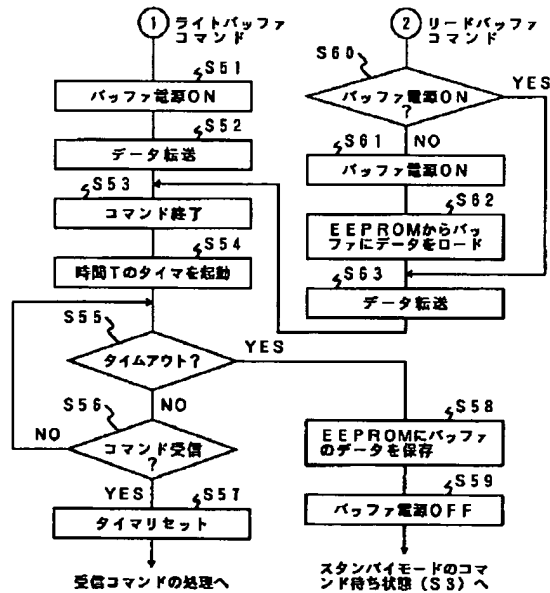 1 ライトバッファ
コマンド
S51
バッファ電源ON
S52
データ転送
S53
コマンド終了
S54
時間Tのタイマを起動
S55
タイムアウト?
YES
NO
S56
コマンド受信
?
NO
YES
S57
タイマリセット
受信コマンドの処理へ
2 リードバッファ
コマンド
S60
バッファ電源ON
?
YES
NO
S61
バッファ電源ON
S62
EEPROMからバッ
ファにデータをロード
S63
データ転送
S58
EEPROMにバッファ
のデータを保存
S59
バッファ電源OFF
スタンバイモードのコマ
ンド待ち状態(S3)へ